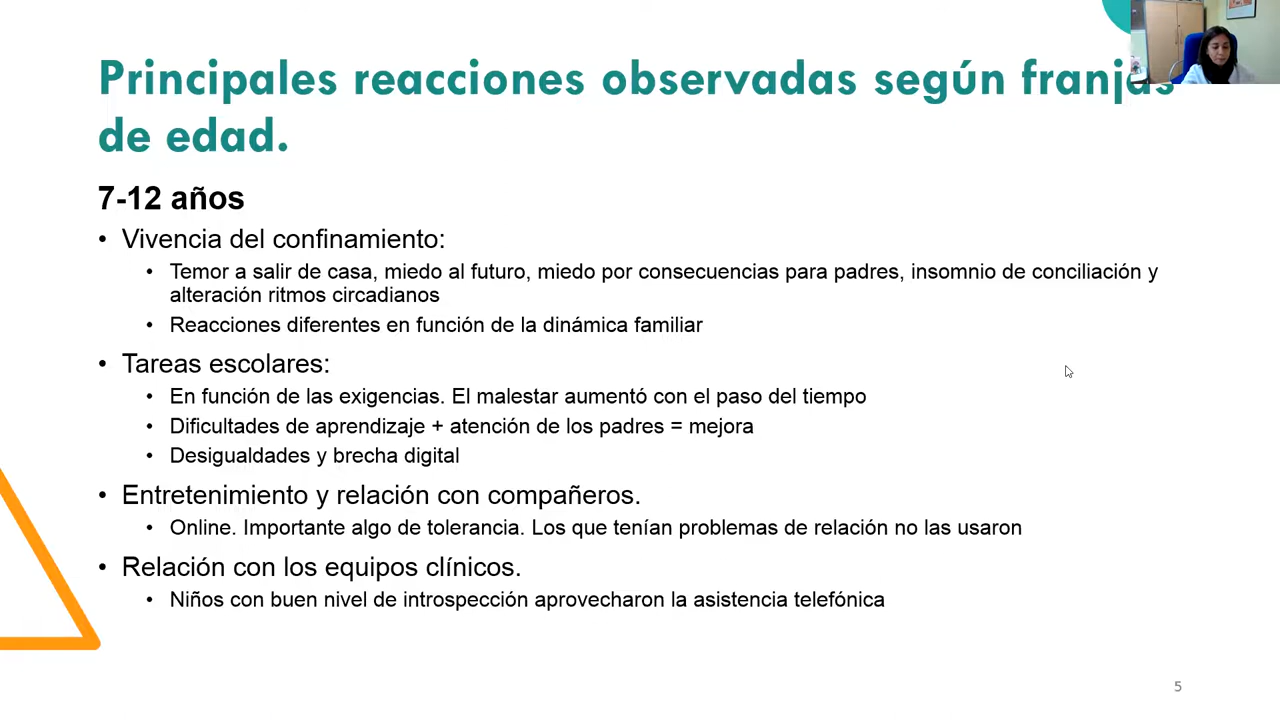 Principales reacciones observadas según franjas
de edad.
7-12 años
• Vivencia del confinamiento:
• Temor a salir de casa, miedo al futuro, miedo por consecuencias para padres, insomnio de conciliación y
alteración ritmos circadianos
• Reacciones diferentes en función de la dinámica familiar
• Tareas escolares:
• En función de las exigencias. El malestar aumentó con el paso del tiempo
• Dificultades de aprendizaje + atención de los padres = mejora
• Desigualdades y brecha digital
• Entretenimiento y relación con compañeros.
• Online. Importante algo de tolerancia. Los que tenían problemas de relación no las usaron
• Relación con los equipos clínicos.
• Niños con buen nivel de introspección aprovecharon la asistencia telefónica
5